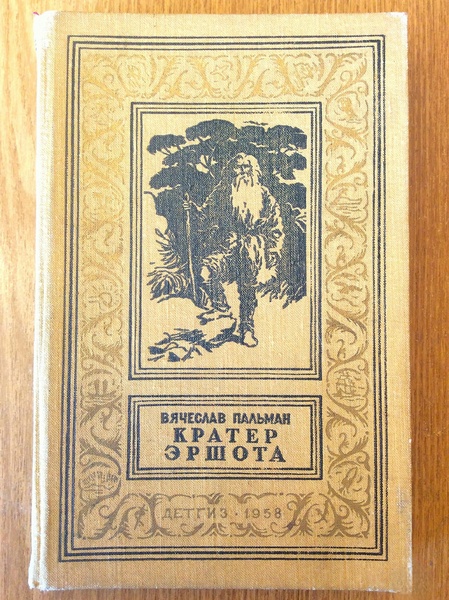 ВЯЧЕСЛАВ ПАЛЬМАН
КРАТЕР
ЭРШОТА
ДЕТГИЗ · 1958